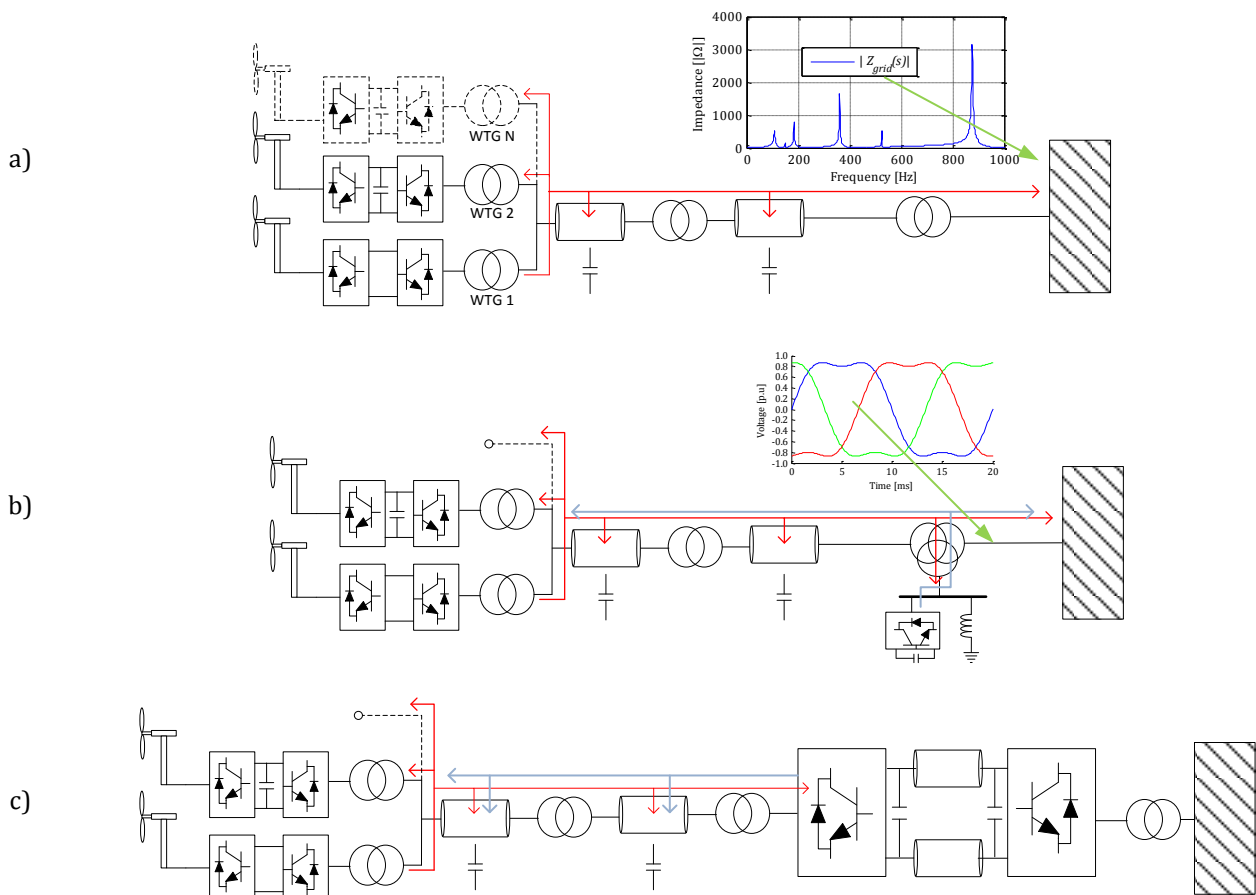 a)
WTG N
WTG 2
WTG 1
Impedance [|Ω|]
4000
3000
2000
1000
0
| Z_grid(s)|
0 200 400 600 800 1000
Frequency [Hz]
b)
Voltage [p.u]
1.0
0.8
0.6
0.4
0.2
0.0
-0.2
-0.4
-0.6
-0.8
-1.0
0 5 10 15 20
Time [ms]
c)